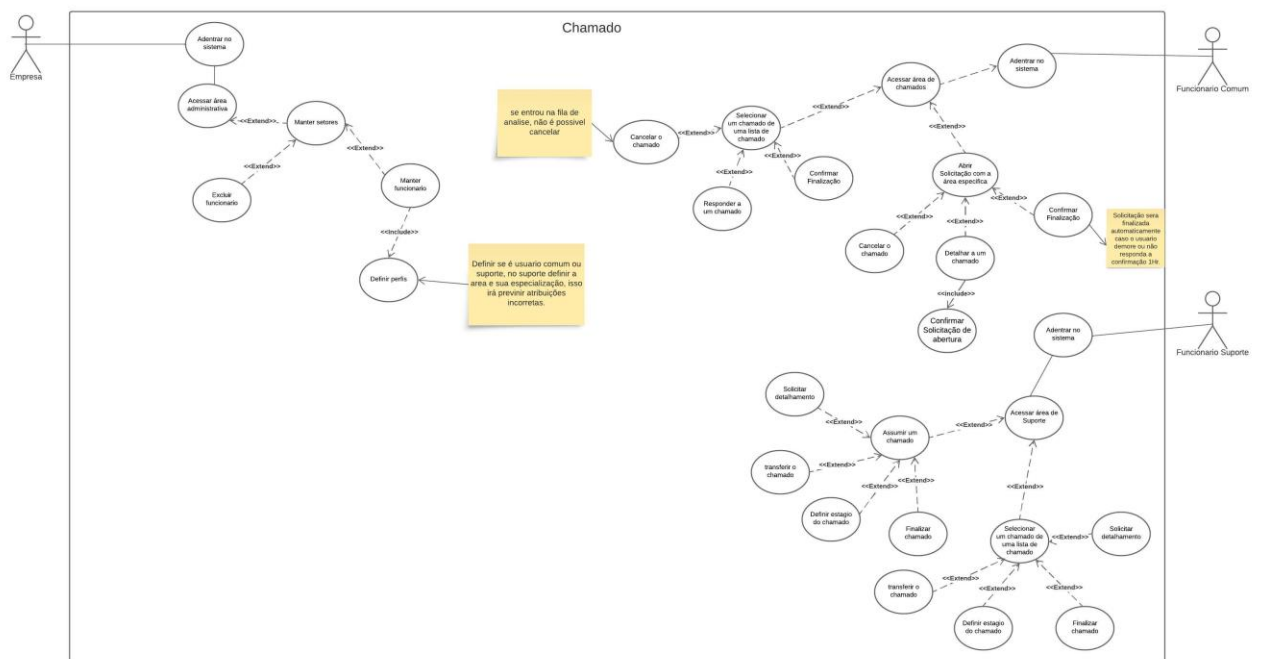 Chamado
Empresa
Adentrar no
sistema
Acessar área
administrativa
<<Extend>>
Manter setores
<<Extend>>
<<Extend>>
Excluir
funcionario
Manter
funcionario
<<Include>>
Definir perfis
Definir se é usuario comum ou
suporte, no suporte definir a
area e sua especialização, isso
irá previnir atribuições
incorretas.
se entrou na fila de
analise, não é possivel
cancelar
Cancelar o
chamado
<<Extend>>
Selecionar
um chamado de
uma lista de
chamado
<<Extend>>
<<Extend>>
<<Extend>>
Responder a
um chamado
Confirmar
Finalização
Acessar área de
chamados
Adentrar no
sistema
Funcionario Comum
<<Extend>>
Abrir
Solicitação com a
área especifica
<<Extend>>
<<Extend>>
<<Extend>>
Cancelar o
chamado
Detalhar a um
chamado
Confirmar
Finalização
Solicitação sera
finalizada
automaticamente
caso o usuario
demore ou não
responda a
confirmação 1Hr.
<<Include>>
Confirmar
Solicitação de
abertura
Adentrar no
sistema
Funcionario Suporte
Acessar área de
Suporte
<<Extend>>
Solicitar
detalhamento
<<Extend>>
Assumir um
chamado
transferir o
chamado
<<Extend>>
<<Extend>>
<<Extend>>
Definir estagio
do chamado
Finalizar
chamado
<<Extend>>
Selecionar
um chamado de
uma lista de
chamado
<<Extend>>
Solicitar
detalhamento
<<Extend>>
<<Extend>>
<<Extend>>
transferir o
chamado
Definir estagio
do chamado
Finalizar
chamado